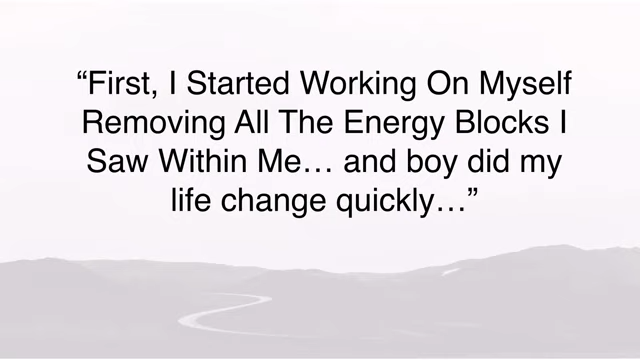 “First, I Started Working On Myself
Removing All The Energy Blocks I
Saw Within Me… and boy did my
life change quickly…”